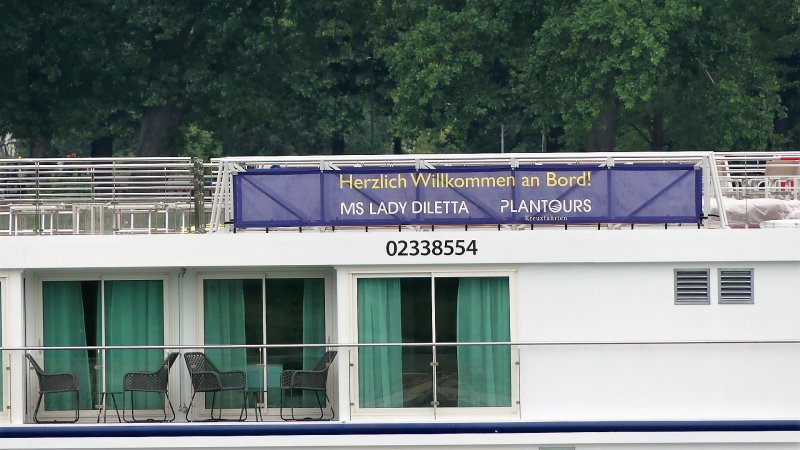 Herzlich Willkommen an Bord!
MS LADY DILETTA PLANTOURS
Kreuzfahrten
02338554